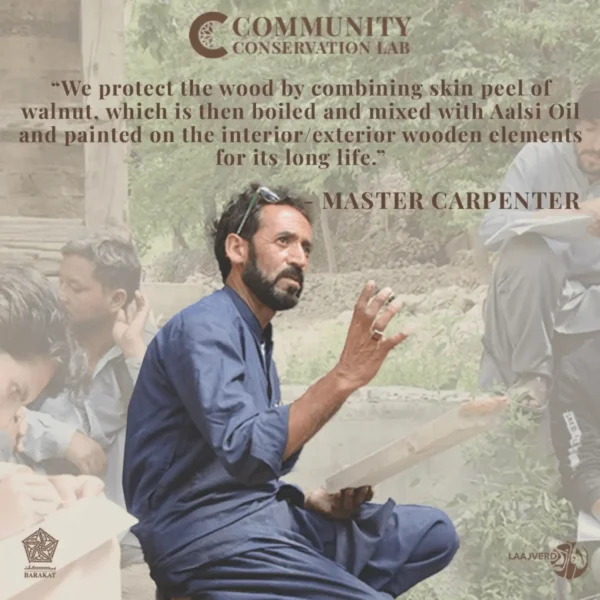 COMMUNITY
CONSERVATION LAB
“We protect the wood by combining skin peel of
walnut, which is then boiled and mixed with Aalsi Oil
and painted on the interior/exterior wooden elements
for its long life.”
- MASTER CARPENTER
BARAKAT
LAAJVERD